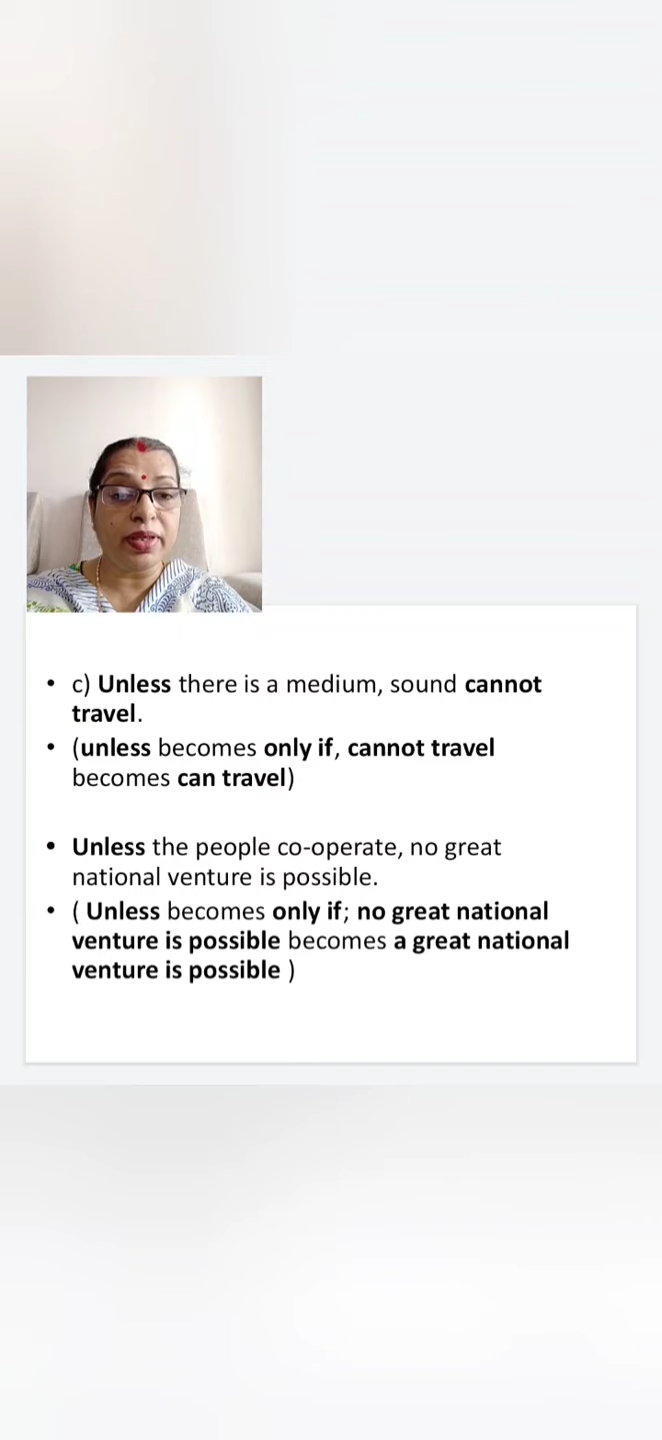 • c) Unless there is a medium, sound cannot
travel.
• (unless becomes only if, cannot travel
becomes can travel)
• Unless the people co-operate, no great
national venture is possible.
• ( Unless becomes only if; no great national
venture is possible becomes a great national
venture is possible )